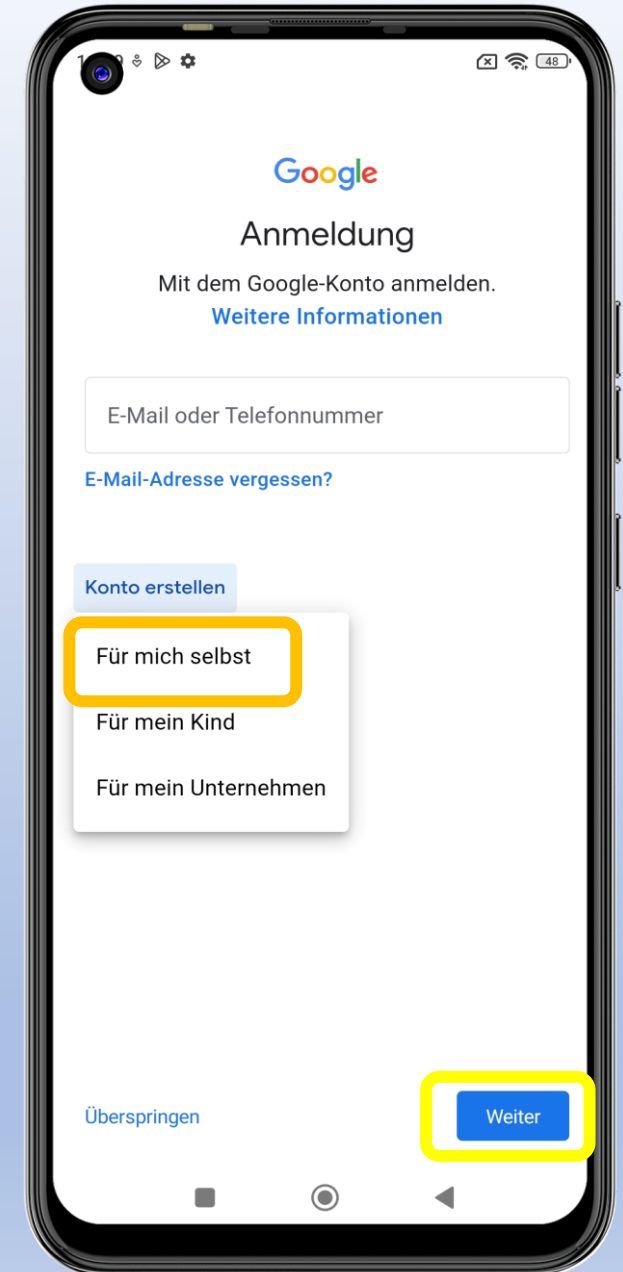 48
Google
Anmeldung
Mit dem Google-Konto anmelden.
Weitere Informationen
E-Mail oder Telefonnummer
E-Mail-Adresse vergessen?
Konto erstellen
Für mich selbst
Für mein Kind
Für mein Unternehmen
Überspringen
Weiter